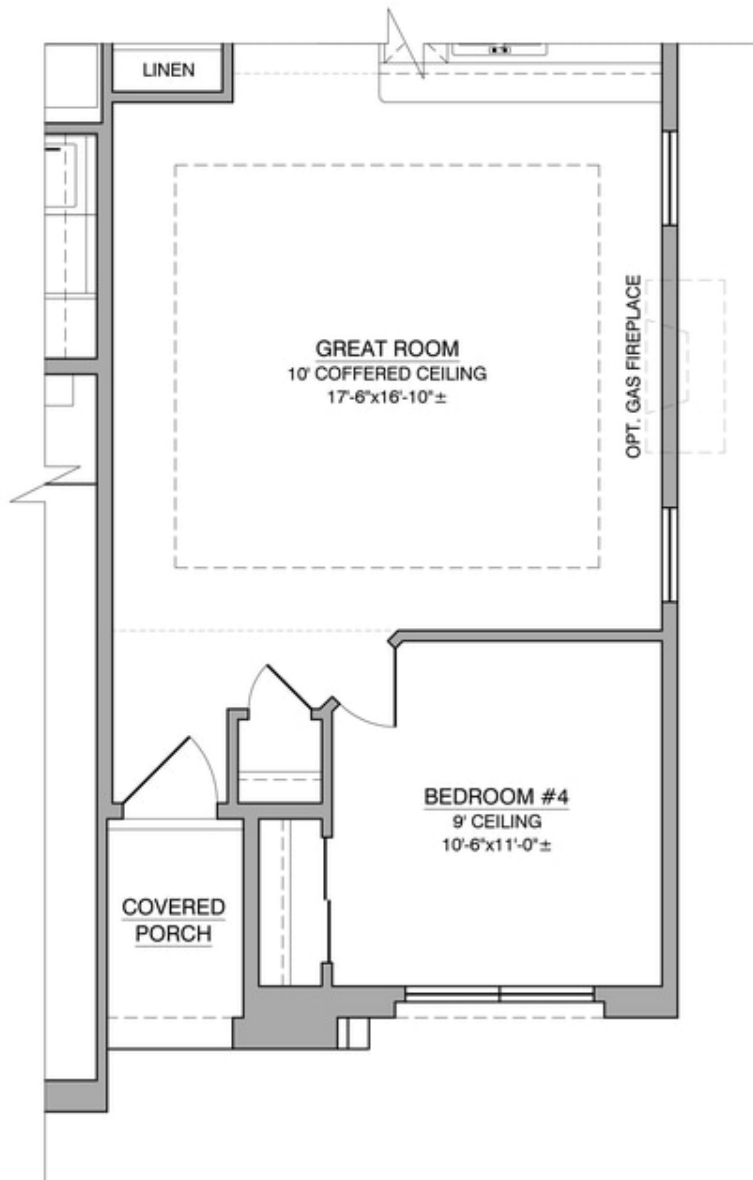 LINEN
GREAT ROOM
10' COFFERED CEILING
17'-6"x16'-10"±
OPT. GAS FIREPLACE
BEDROOM #4
9' CEILING
10'-6"x11'-0"±
COVERED
PORCH